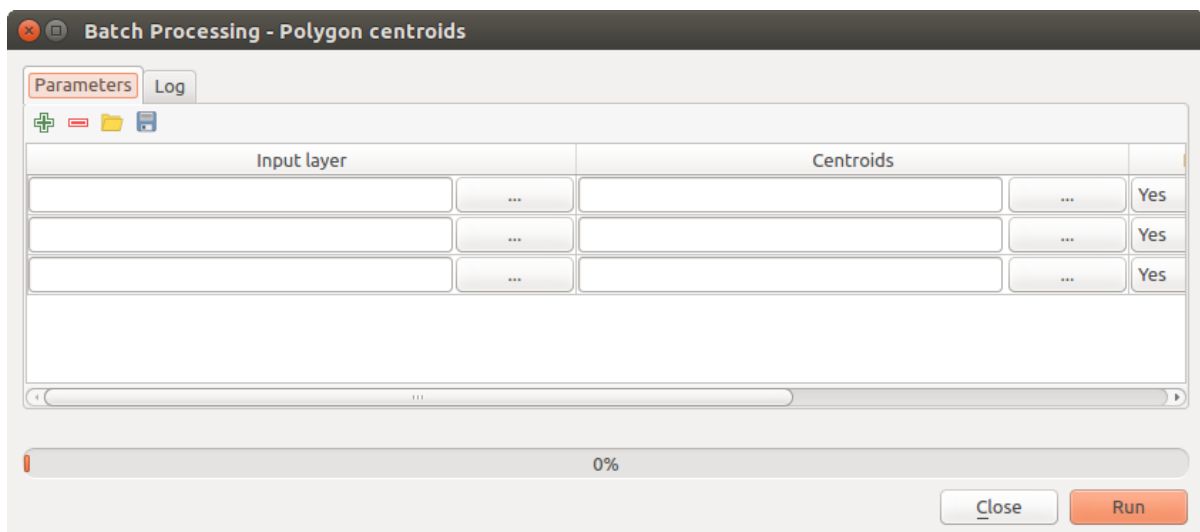 Batch Processing - Polygon centroids
Parameters Log
Input layer Centroids
... ... Yes
... ... Yes
... ... Yes
0%
Close Run